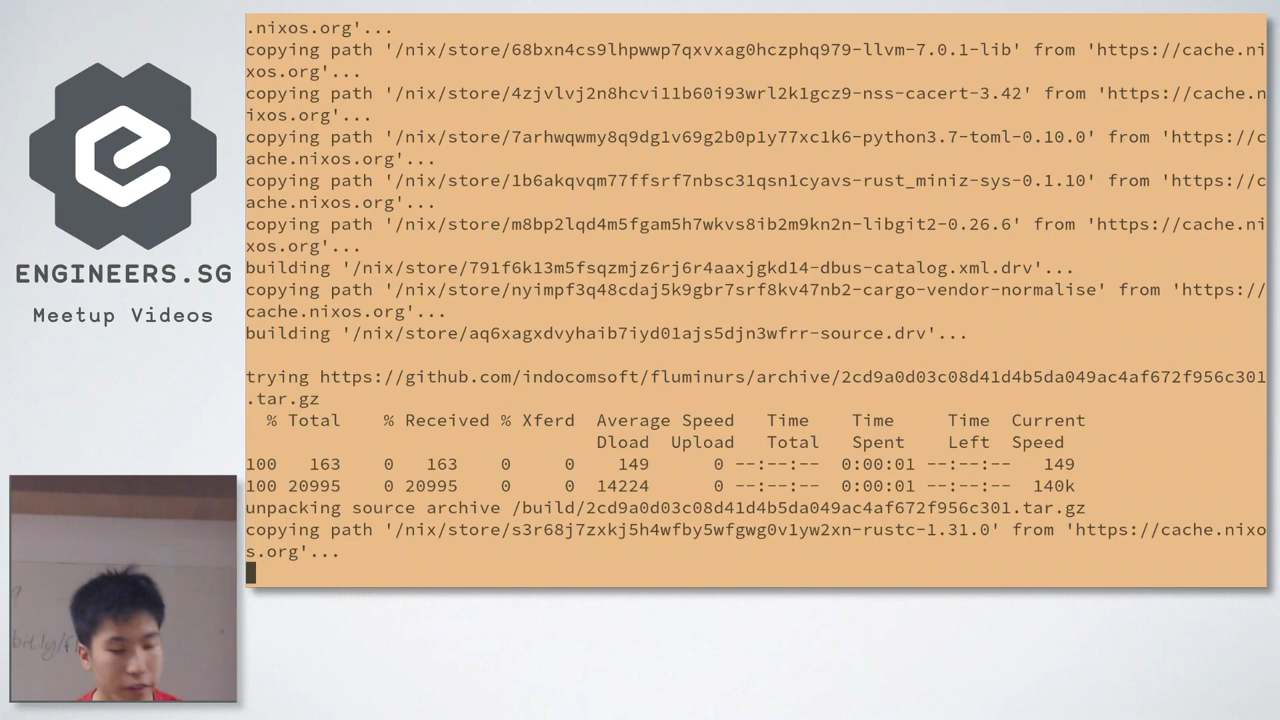 .nixos.org'...
copying path '/nix/store/68bxn4cs9lhpwwp7qxvxag0hczphq979-llvm-7.0.1-lib' from 'https://cache.ni
xos.org'...
copying path '/nix/store/4zjvlvj2n8hcvi11b60i93wrl2k1gcz9-nss-cacert-3.42' from 'https://cache.n
ixos.org'...
copying path '/nix/store/7arhwqwmy8q9dg1v69g2b0p1y77xc1k6-python3.7-toml-0.10.0' from 'https://c
ache.nixos.org'...
copying path '/nix/store/1b6akqvqm77ffsrf7nbsc31qsn1cyavs-rust_miniz-sys-0.1.10' from 'https://c
ache.nixos.org'...
copying path '/nix/store/m8bp2lqd4m5fgam5h7wkvs8ib2m9kn2n-libgit2-0.26.6' from 'https://cache.ni
xos.org'...
building '/nix/store/791f6k13m5fsqzmjz6rj6r4aaxjgkd14-dbus-catalog.xml.drv'...
copying path '/nix/store/nyimpf3q48cdaj5k9gbr7srf8kv47nb2-cargo-vendor-normalise' from 'https://
cache.nixos.org'...
building '/nix/store/aq6xagxdvyhaib7iyd01ajs5djn3wfrr-source.drv'...
trying https://github.com/indocomsoft/fluminurs/archive/2cd9a0d03c08d41d4b5da049ac4af672f956c301
.tar.gz
% Total % Received % Xferd Average Speed Time Time Time Current
Dload Upload Total Spent Left Speed
100 163 0 163 0 0 149 0 --:--:-- 0:00:01 --:--:-- 149
100 20995 0 20995 0 0 14224 0 --:--:-- 0:00:01 --:--:-- 140k
unpacking source archive /build/2cd9a0d03c08d41d4b5da049ac4af672f956c301.tar.gz
copying path '/nix/store/s3r68j7zxkj5h4wfby5wfgwg0v1yw2xn-rustc-1.31.0' from 'https://cache.nixo
s.org'...
ENGINEERS.SG
Meetup Videos
bit.ly/f